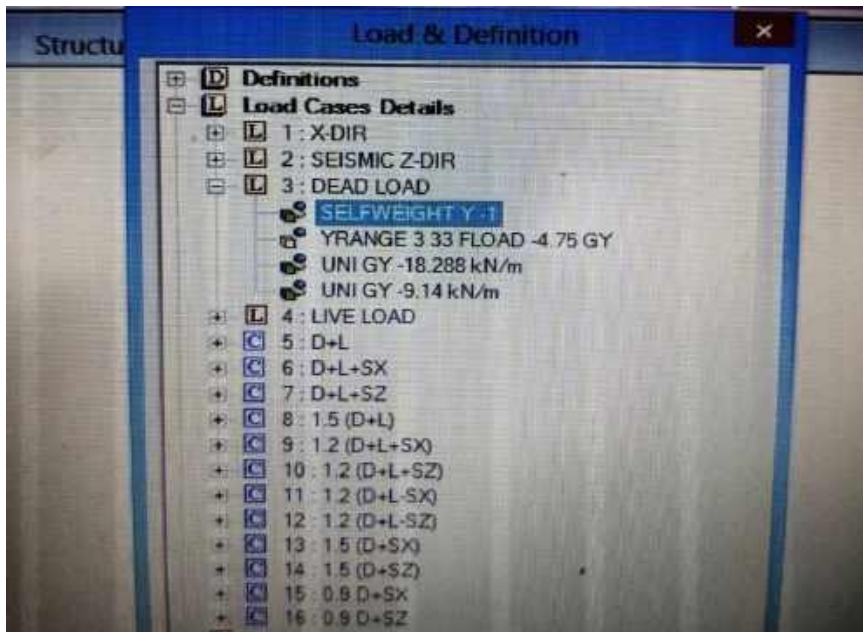 Structu
Load & Definition
D Definitions
L Load Cases Details
L 1 : X-DIR
L 2 : SEISMIC Z-DIR
L 3 : DEAD LOAD
SELFWEIGHT Y -1
YRANGE 3 33 FLOAD -4.75 GY
UNI GY -18.288 kN/m
UNI GY -9.14 kN/m
L 4 : LIVE LOAD
C 5 : D+L
C 6 : D+L+SX
C 7 : D+L+SZ
C 8 : 1.5 (D+L)
C 9 : 1.2 (D+L+SX)
C 10 : 1.2 (D+L+SZ)
C 11 : 1.2 (D+L-SX)
C 12 : 1.2 (D+L-SZ)
C 13 : 1.5 (D+SX)
C 14 : 1.5 (D+SZ)
C 15 : 0.9 D+SX
C 16 : 0.9 D+SZ